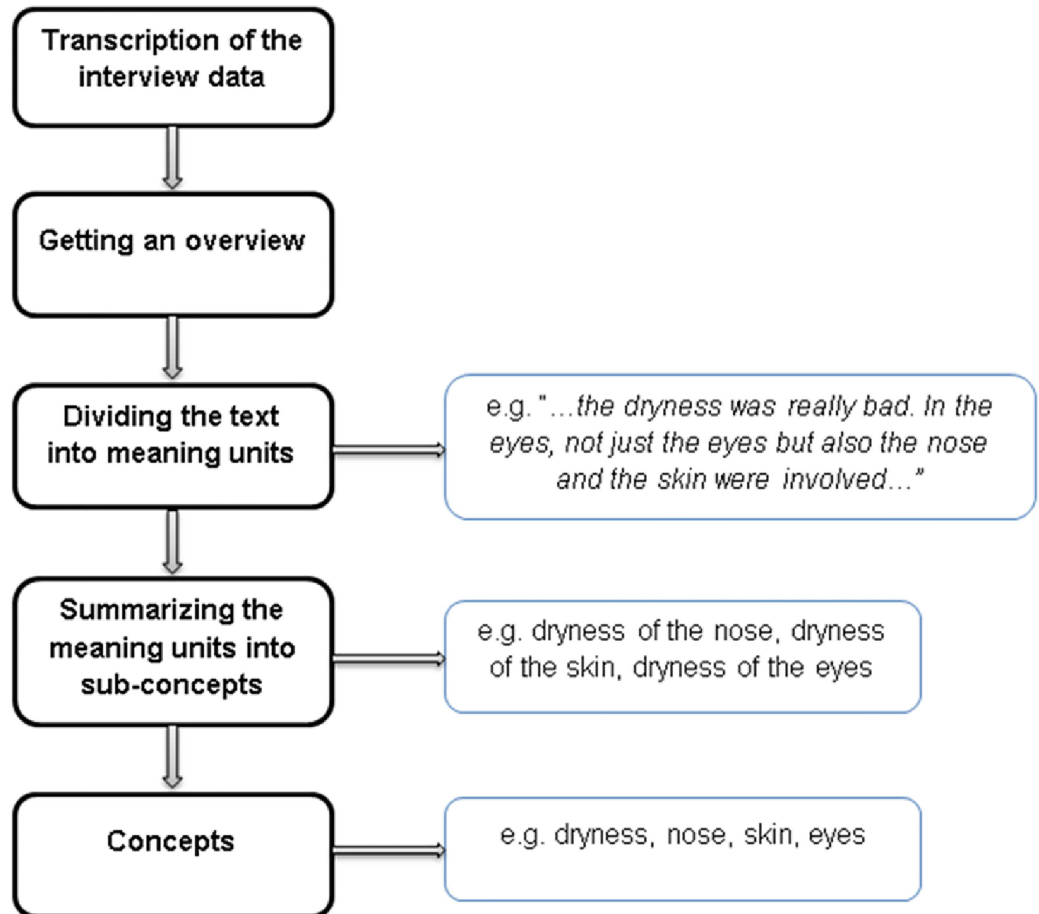 Transcription of the
interview data
Getting an overview
Dividing the text
into meaning units
e.g. “…the dryness was really bad. In the
eyes, not just the eyes but also the nose
and the skin were involved…”
Summarizing the
meaning units into
sub-concepts
e.g. dryness of the nose, dryness
of the skin, dryness of the eyes
Concepts
e.g. dryness, nose, skin, eyes